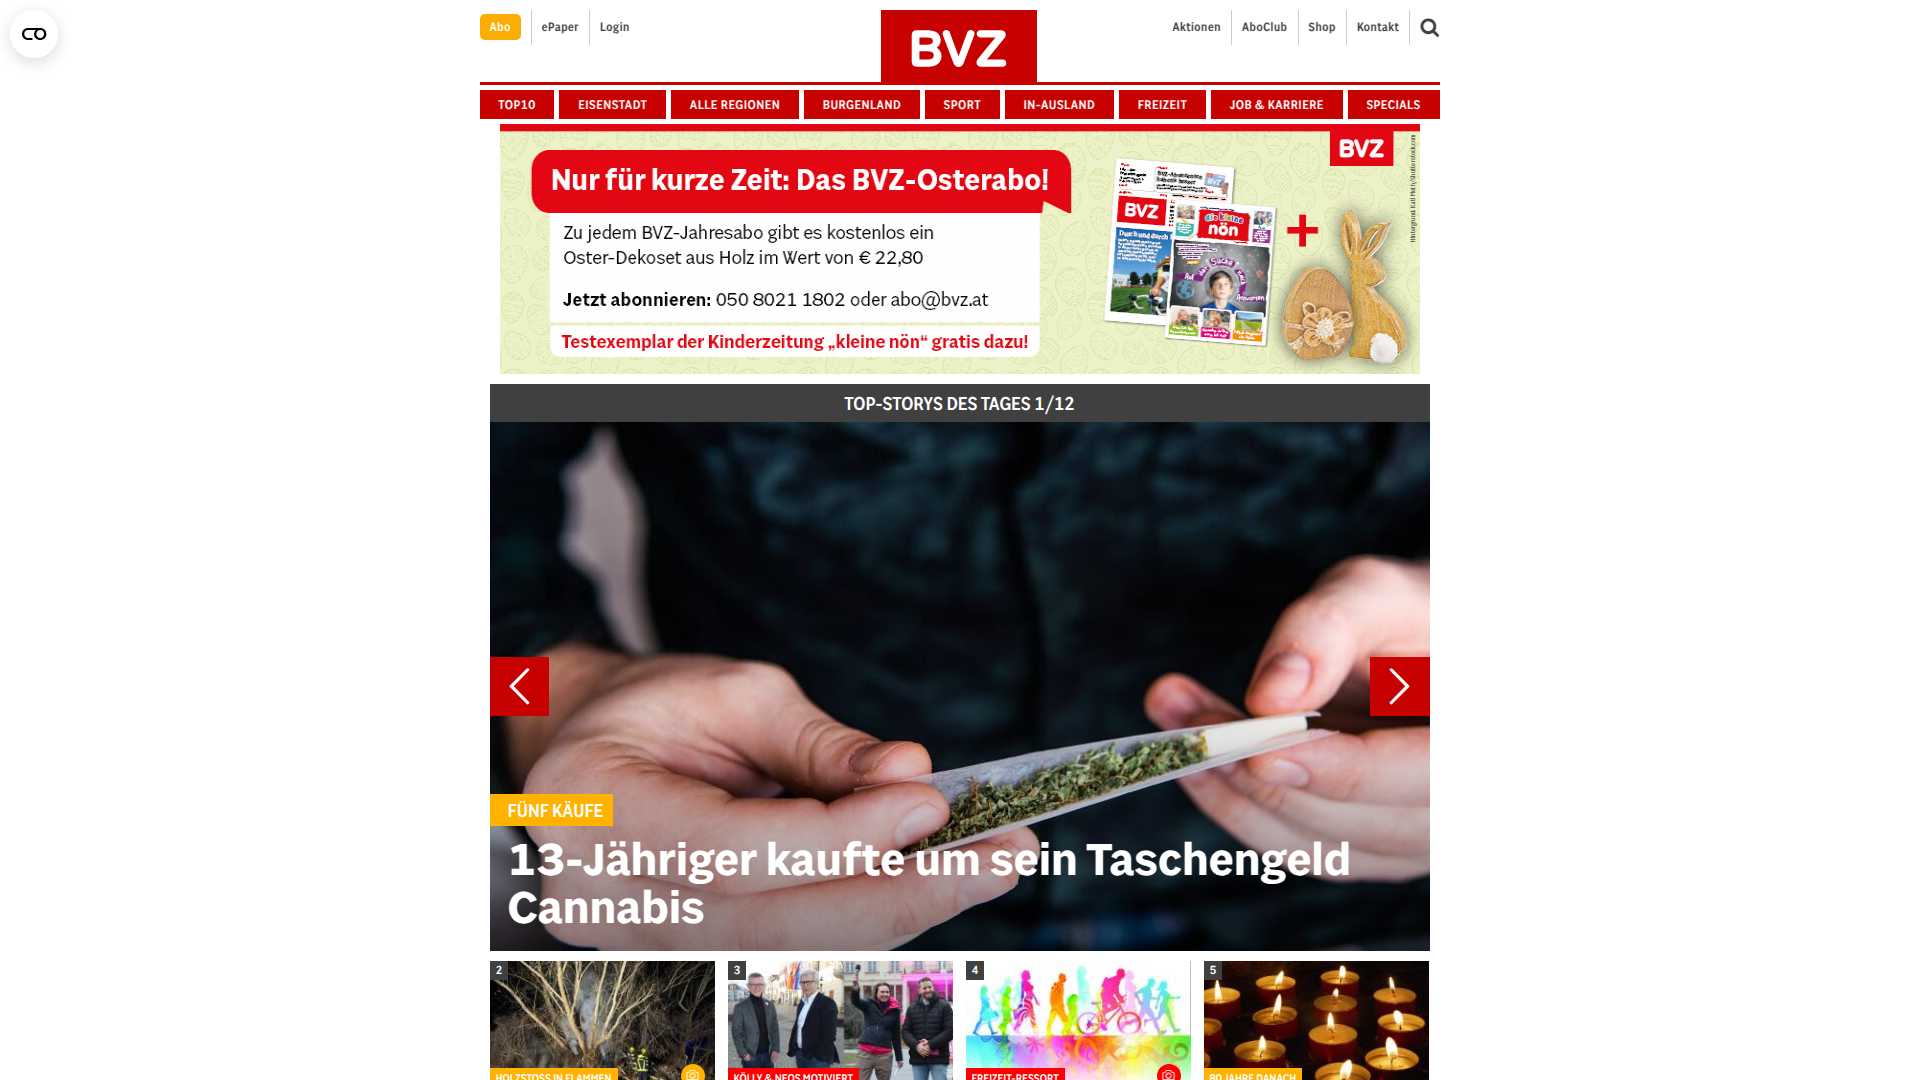 Abo
ePaper
Login
BVZ
Aktionen
AboClub
Shop
Kontakt
TOP10
EISENSTADT
ALLE REGIONEN
BURGENLAND
SPORT
IN-AUSLAND
FREIZEIT
JOB & KARRIERE
SPECIALS
Nur für kurze Zeit: Das BVZ-Osterabo!
Zu jedem BVZ-Jahresabo gibt es kostenlos ein
Oster-Dekoset aus Holz im Wert von € 22,80
Jetzt abonnieren: 050 8021 1802 oder abo@bvz.at
Testexemplar der Kinderzeitung „kleine nön“ gratis dazu!
BVZ
BVZ
die kleine
nön
+
TOP-STORYS DES TAGES 1/12
FÜNF KÄUFE
13-Jähriger kaufte um sein Taschengeld
Cannabis
2
3
4
5
HOLZSTOSS IN FLAMMEN
KÖLLY & NEOS MOTIVIERT
FREIZEIT-RESSORT
80 JAHRE DANACH